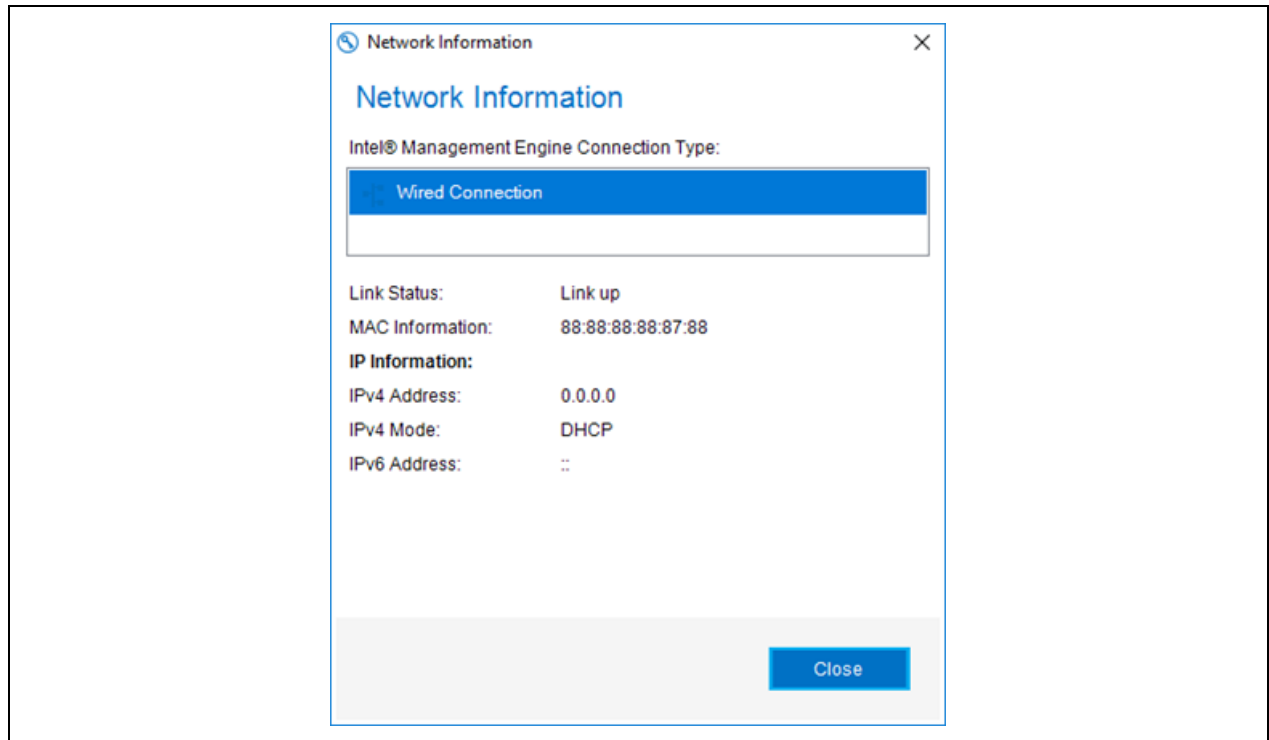 Network Information
Network Information
Intel® Management Engine Connection Type:
Wired Connection
Link Status: Link up
MAC Information: 88:88:88:88:87:88
IP Information:
IPv4 Address: 0.0.0.0
IPv4 Mode: DHCP
IPv6 Address: ::
Close